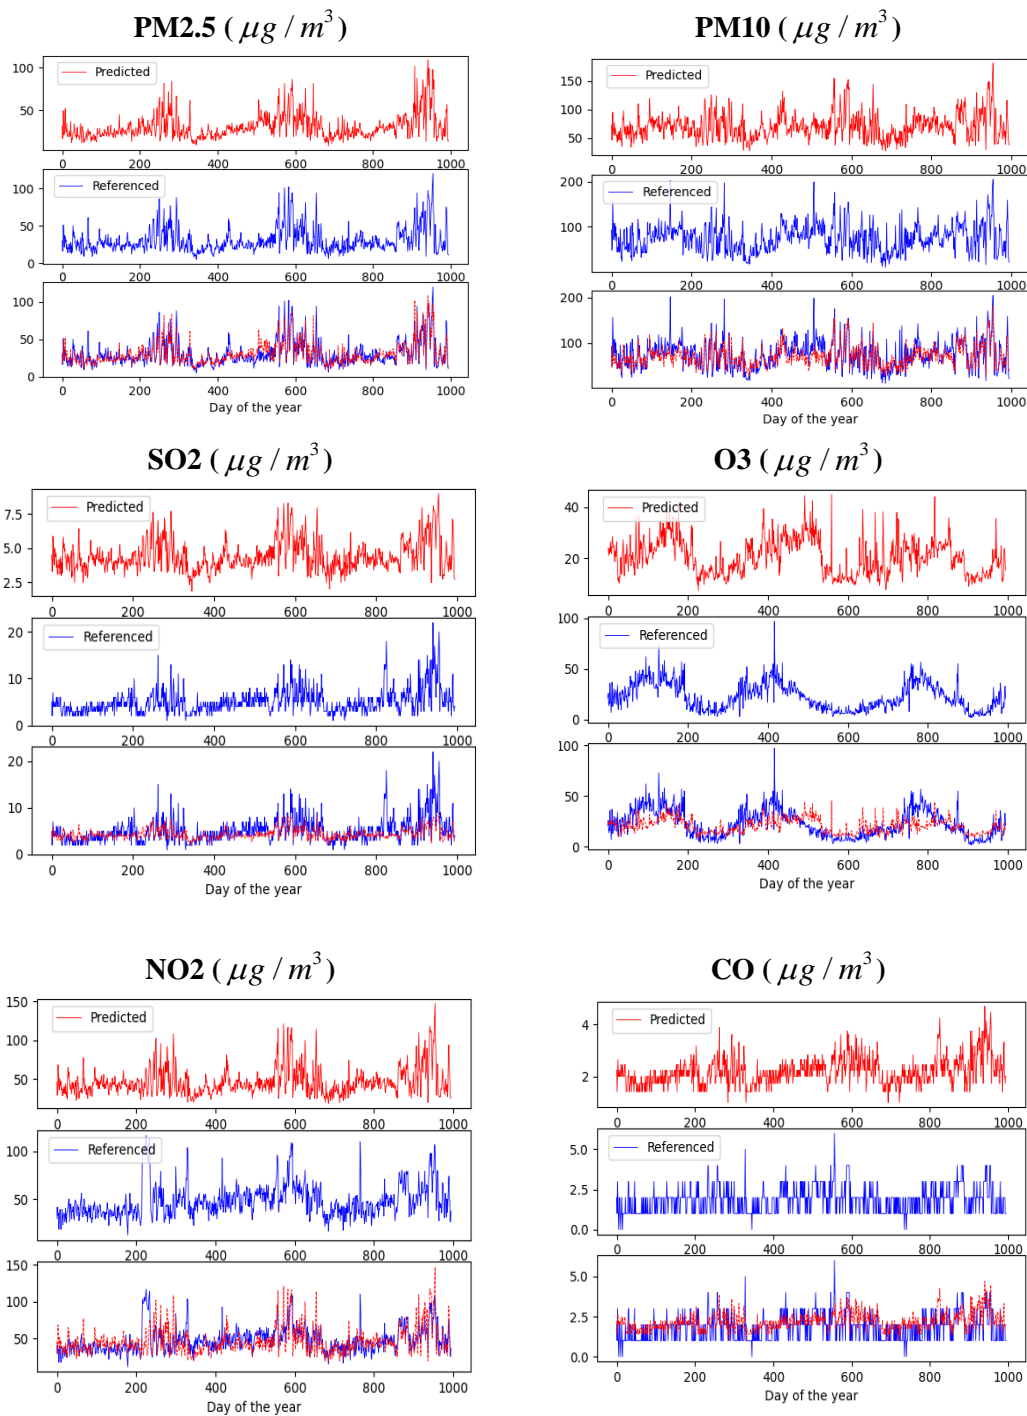 PM2.5 ( μg / m³ )
100
50
Predicted
0 200 400 600 800 1000
100
50
0
Referenced
0 200 400 600 800 1000
100
50
0
0 200 400 600 800 1000
Day of the year
PM10 ( μg / m³ )
150
100
50
Predicted
0 200 400 600 800 1000
200
100
Referenced
0 200 400 600 800 1000
200
100
0 200 400 600 800 1000
Day of the year
SO2 ( μg / m³ )
7.5
5.0
2.5
Predicted
0 200 400 600 800 1000
20
10
0
Referenced
0 200 400 600 800 1000
20
10
0
0 200 400 600 800 1000
Day of the year
O3 ( μg / m³ )
40
20
Predicted
0 200 400 600 800 1000
100
50
0
Referenced
0 200 400 600 800 1000
100
50
0
0 200 400 600 800 1000
Day of the year
NO2 ( μg / m³ )
150
100
50
Predicted
0 200 400 600 800 1000
100
50
Referenced
0 200 400 600 800 1000
150
100
50
0 200 400 600 800 1000
Day of the year
CO ( μg / m³ )
4
2
Predicted
0 200 400 600 800 1000
5.0
2.5
0.0
Referenced
0 200 400 600 800 1000
5.0
2.5
0.0
0 200 400 600 800 1000
Day of the year